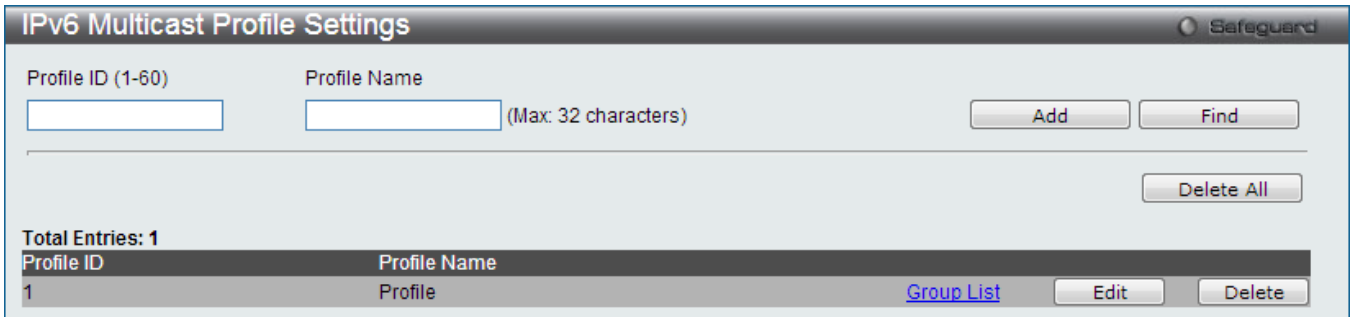 IPv6 Multicast Profile Settings Safeguard
Profile ID (1-60) Profile Name
(Max: 32 characters) Add Find
Delete All
Total Entries: 1
Profile ID Profile Name
1 Profile Group List Edit Delete